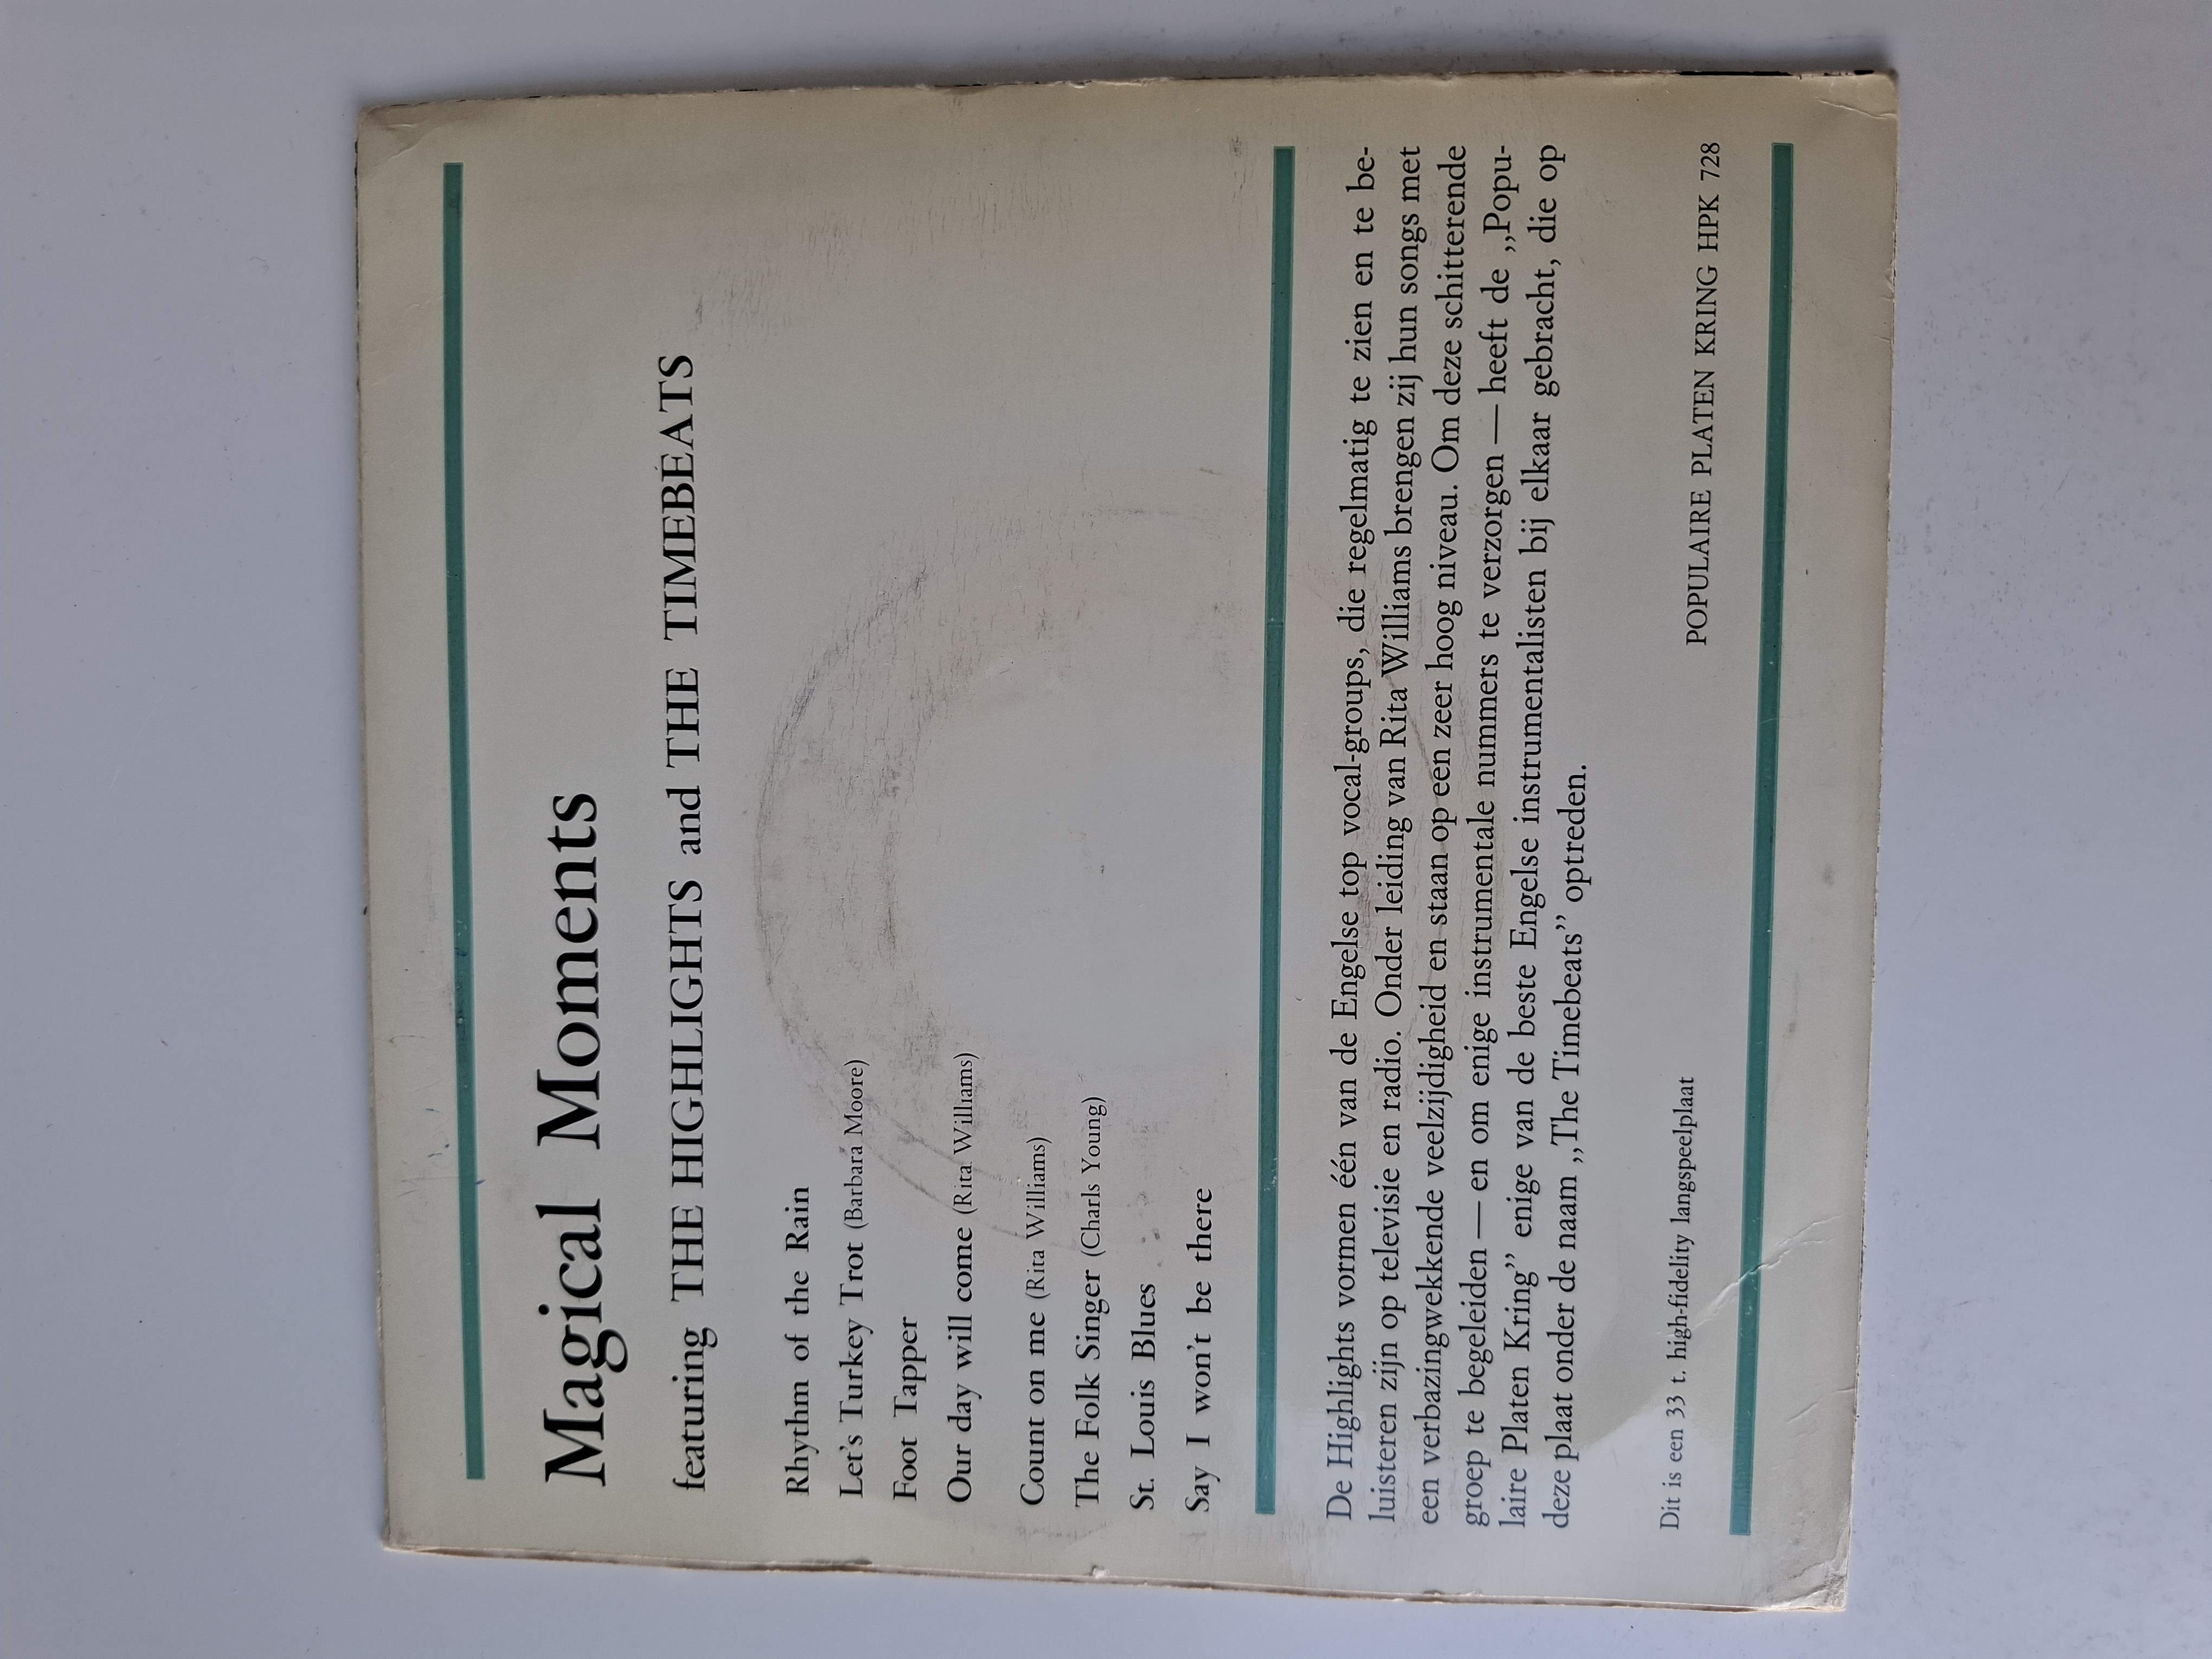 Magical Moments
featuring THE HIGHLIGHTS and THE TIMEBEATS
Rhythm of the Rain
Let's Turkey Trot (Barbara Moore)
Foot Tapper
Our day will come (Rita Williams)
Count on me (Rita Williams)
The Folk Singer (Charls Young)
St. Louis Blues
Say I won't be there
De Highlights vormen één van de Engelse top vocal-groups, die regelmatig te zien en te be-
luisteren zijn op televisie en radio. Onder leiding van Rita Williams brengen zij hun songs met
een verbazingwekkende veelzijdigheid en staan op een zeer hoog niveau. Om deze schitterende
groep te begeleiden — en om enige instrumentale nummers te verzorgen — heeft de „Popu-
laire Platen Kring” enige van de beste Engelse instrumentalisten bij elkaar gebracht, die op
deze plaat onder de naam „The Timebeats” optreden.
Dit is een 33 t. high-fidelity langspeelplaat
POPULAIRE PLATEN KRING HPK 728